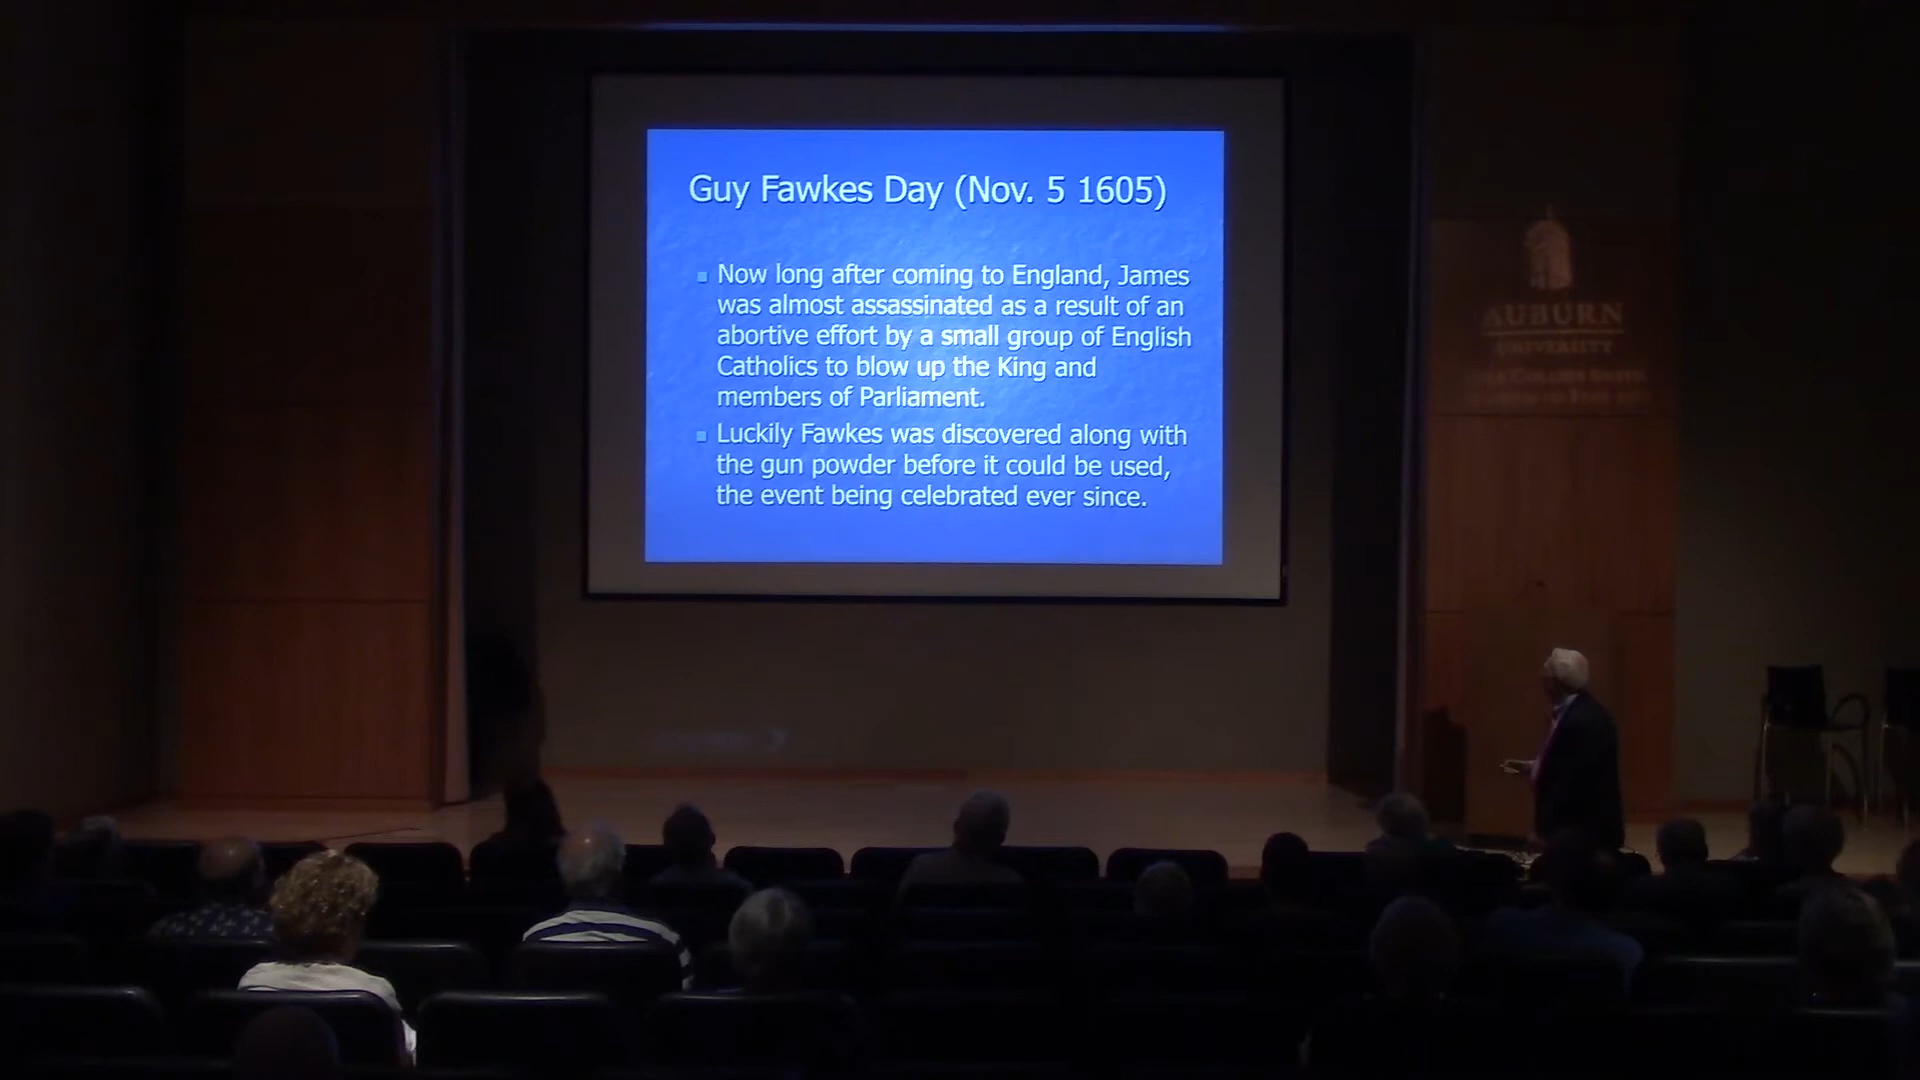 Guy Fawkes Day (Nov. 5 1605)
Now long after coming to England, James
was almost assassinated as a result of an
abortive effort by a small group of English
Catholics to blow up the King and
members of Parliament.
Luckily Fawkes was discovered along with
the gun powder before it could be used,
the event being celebrated ever since.
AUBURN
UNIVERSITY